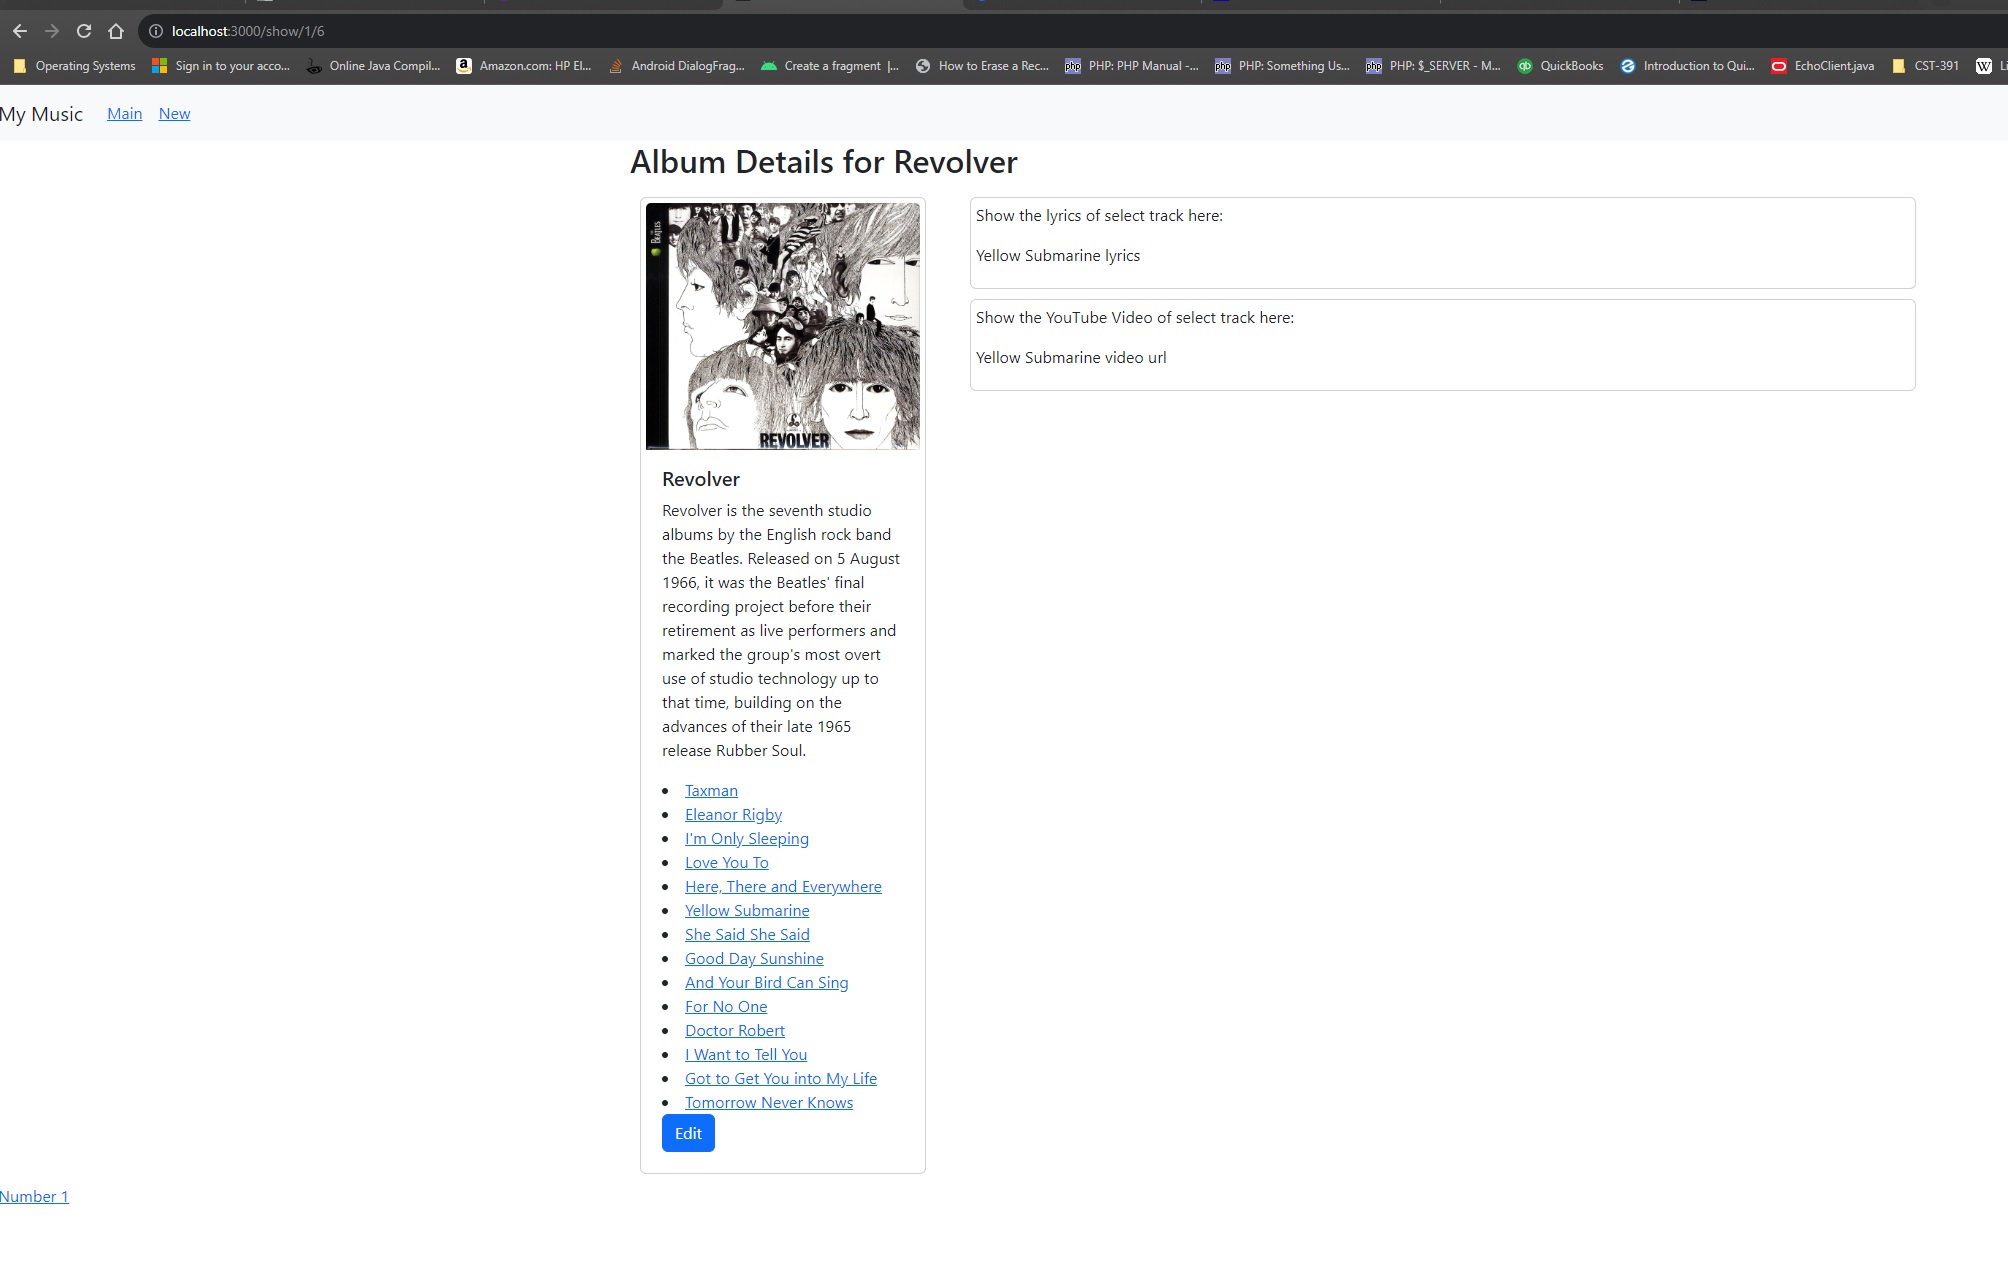 localhost:3000/show/1/6
Operating Systems Sign in to your acco... Online Java Compil... Amazon.com: HP El... Android DialogFrag... Create a fragment |... How to Erase a Rec... php PHP: PHP Manual -... php PHP: Something Us... php PHP: $_SERVER - M... qb QuickBooks Introduction to Qui... EchoClient.java CST-391 W Li
My Music Main New
Album Details for Revolver
BEATLES
REVOLVER
Show the lyrics of select track here:
Yellow Submarine lyrics
Show the YouTube Video of select track here:
Yellow Submarine video url
Revolver
Revolver is the seventh studio
albums by the English rock band
the Beatles. Released on 5 August
1966, it was the Beatles' final
recording project before their
retirement as live performers and
marked the group's most overt
use of studio technology up to
that time, building on the
advances of their late 1965
release Rubber Soul.
Taxman
Eleanor Rigby
I'm Only Sleeping
Love You To
Here, There and Everywhere
Yellow Submarine
She Said She Said
Good Day Sunshine
And Your Bird Can Sing
For No One
Doctor Robert
I Want to Tell You
Got to Get You into My Life
Tomorrow Never Knows
Edit
Number 1